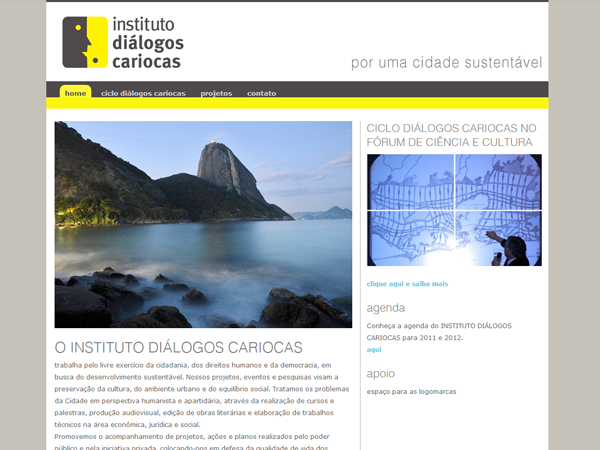 instituto
diálogos
cariocas
por uma cidade sustentável
home
ciclo diálogos cariocas
projetos
contato
O INSTITUTO DIÁLOGOS CARIOCAS
trabalha pelo livre exercício da cidadania, dos direitos humanos e da democracia, em
busca do desenvolvimento sustentável. Nossos projetos, eventos e pesquisas visam a
preservação da cultura, do ambiente urbano e do equilíbrio social. Tratamos os problemas
da Cidade em perspectiva humanista e apartidária, através da realização de cursos e
palestras, produção audiovisual, edição de obras literárias e elaboração de trabalhos
técnicos na área econômica, jurídica e social.
Promovemos o acompanhamento de projetos, ações e planos realizados pelo poder
público e pela iniciativa privada, colocando-nos em defesa da qualidade de vida dos
CICLO DIÁLOGOS CARIOCAS NO
FÓRUM DE CIÊNCIA E CULTURA
clique aqui e saiba mais
agenda
Conheça a agenda do INSTITUTO DIÁLOGOS
CARIOCAS para 2011 e 2012.
aqui
apoio
espaço para as logomarcas